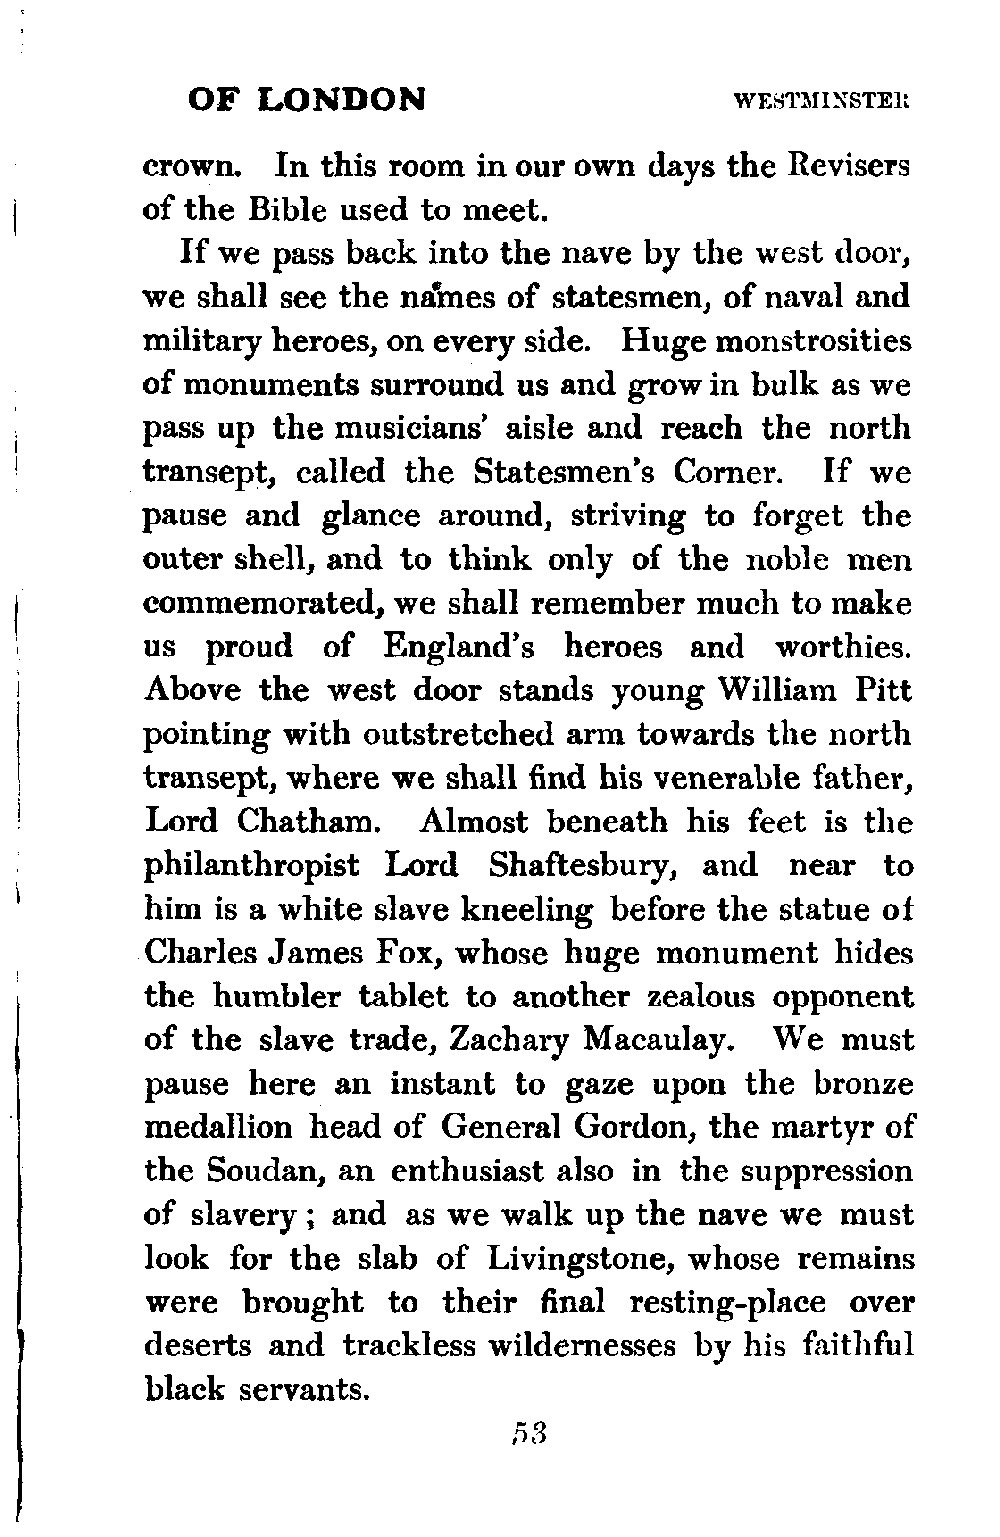 OF LONDON WESTMINSTER
crown. In this room in our own days the Revisers
of the Bible used to meet.
If we pass back into the nave by the west door,
we shall see the names of statesmen, of naval and
military heroes, on every side. Huge monstrosities
of monuments surround us and grow in bulk as we
pass up the musicians' aisle and reach the north
transept, called the Statesmen's Corner. If we
pause and glance around, striving to forget the
outer shell, and to think only of the noble men
commemorated, we shall remember much to make
us proud of England's heroes and worthies.
Above the west door stands young William Pitt
pointing with outstretched arm towards the north
transept, where we shall find his venerable father,
Lord Chatham. Almost beneath his feet is the
philanthropist Lord Shaftesbury, and near to
him is a white slave kneeling before the statue of
Charles James Fox, whose huge monument hides
the humbler tablet to another zealous opponent
of the slave trade, Zachary Macaulay. We must
pause here an instant to gaze upon the bronze
medallion head of General Gordon, the martyr of
the Soudan, an enthusiast also in the suppression
of slavery ; and as we walk up the nave we must
look for the slab of Livingstone, whose remains
were brought to their final resting-place over
deserts and trackless wildernesses by his faithful
black servants.
53